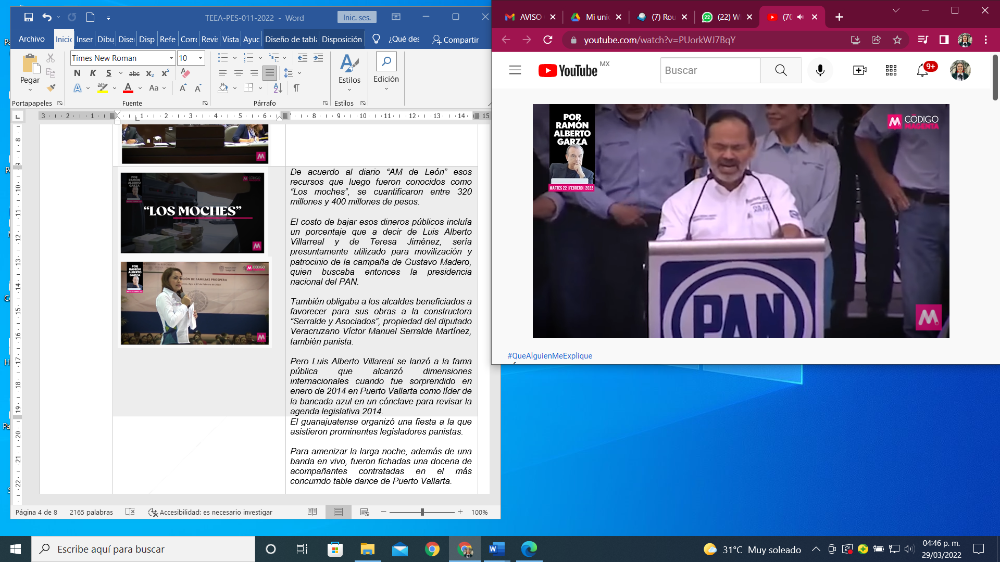 TEEA-PES-011-2022 - Word
Inic. ses.
Archivo
Inicio
Inser
Dibu
Diser
Disp
Refe
Corre
Revis
Vista
Ayuc
Diseño de tabla
Disposición
¿Qué des
Compartir
Pegar
Portapapeles
Times New Roman
10
N K S abc x₂ x²
Aa
Fuente
Párrafo
Estilos
Estilos
Edición
“LOS MOCHES”
POR
RAMÓN
ALBERTO
GARZA
CÓDIGO
MAGENTA
De acuerdo al diario “AM de León” esos
recursos que luego fueron conocidos como
“Los moches”, se cuantificaron entre 320
millones y 400 millones de pesos.
El costo de bajar esos dineros públicos incluía
un porcentaje que a decir de Luis Alberto
Villarreal y de Teresa Jiménez, sería
presuntamente utilizado para movilización y
patrocinio de la campaña de Gustavo Madero,
quien buscaba entonces la presidencia
nacional del PAN.
También obligaba a los alcaldes beneficiados a
favorecer para sus obras a la constructora
“Serralde y Asociados”, propiedad del diputado
Veracruzano Víctor Manuel Serralde Martínez,
también panista.
Pero Luis Alberto Villareal se lanzó a la fama
pública que alcanzó dimensiones
internacionales cuando fue sorprendido en
enero de 2014 en Puerto Vallarta como líder de
la bancada azul en un cónclave para revisar la
agenda legislativa 2014.
El guanajuatense organizó una fiesta a la que
asistieron prominentes legisladores panistas.
Para amenizar la larga noche, además de una
banda en vivo, fueron fichadas una docena de
acompañantes contratadas en el más
concurrido table dance de Puerto Vallarta.
Página 4 de 8
2165 palabras
Accesibilidad: es necesario investigar
100%
AVISO
Mi unid
(7) Rou
(22) W
(70
youtube.com/watch?v=PUorkWJ7BqY
YouTube MX
Buscar
9+
POR
RAMÓN
ALBERTO
GARZA
MARTES 22 | FEBRERO | 2022
CÓDIGO
MAGENTA
PAN
M
#QueAlguienMeExplique
Escribe aquí para buscar
31°C Muy soleado
04:46 p. m.
29/03/2022